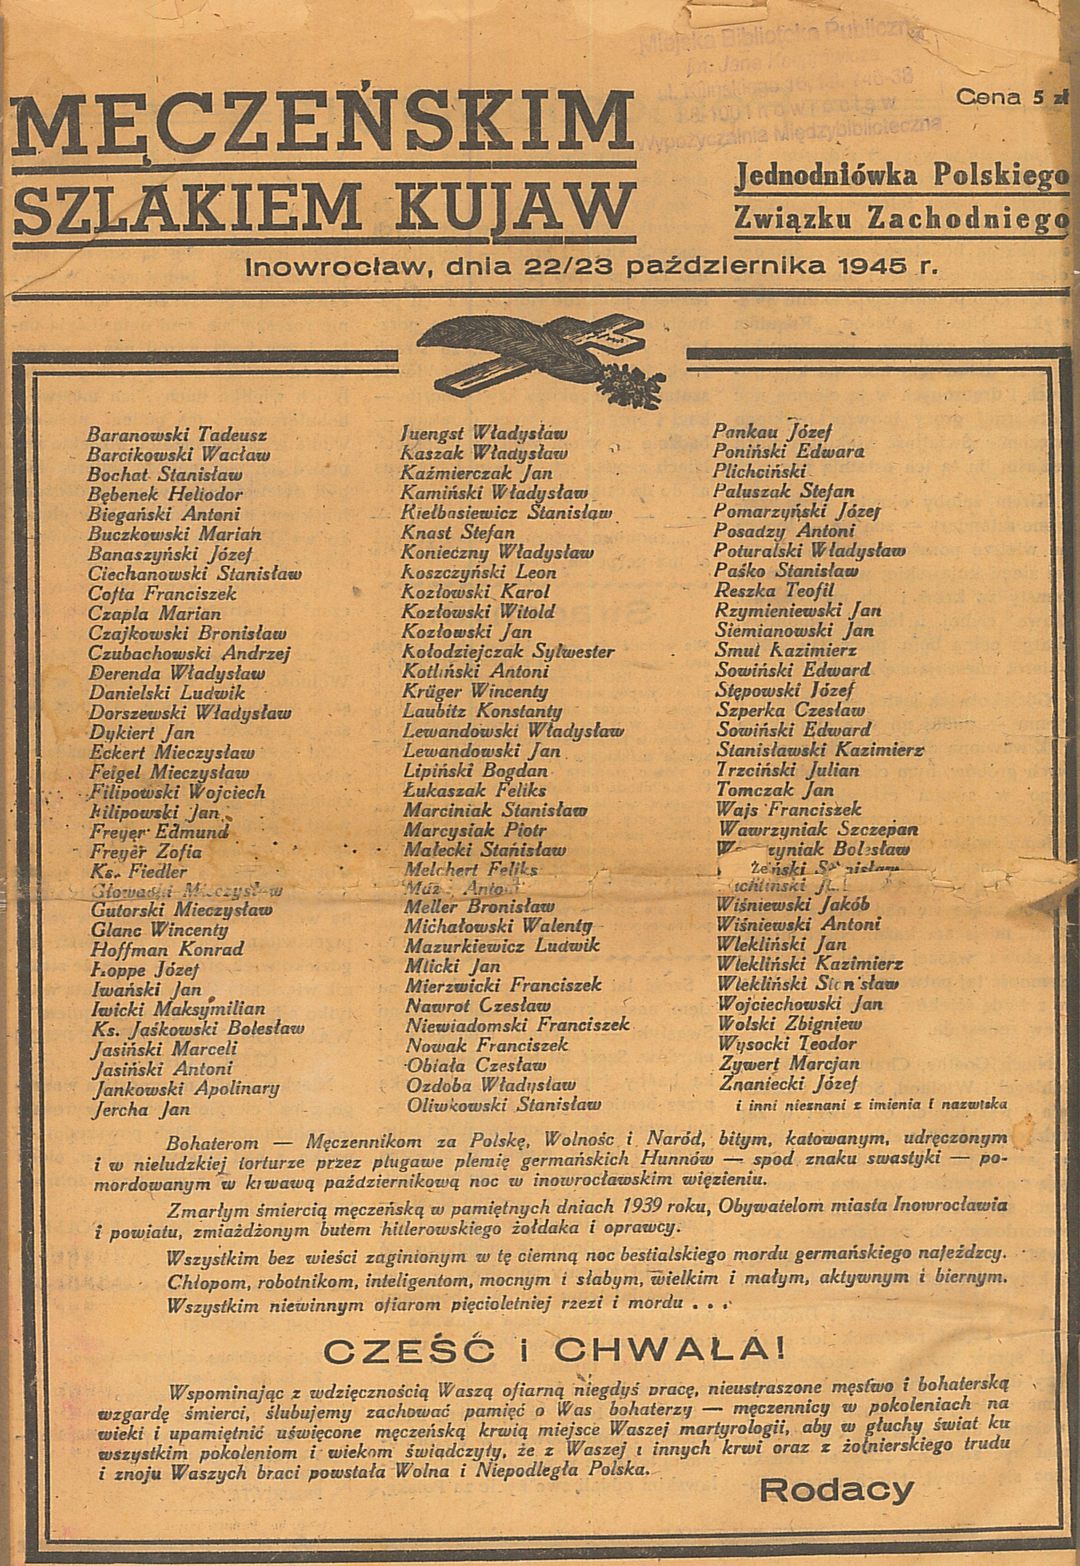 Miejska Biblioteka Publiczna
im. Jana Kasprowicza
Wypożyczalnia Międzybiblioteczna
Cena 5 zł
MĘCZEŃSKIM
SZLAKIEM KUJAW
Jednodniówka Polskiego
Związku Zachodniego
Inowrocław, dnia 22/23 października 1945 r.
Baranowski Tadeusz
Barcikowski Wacław
Bochat Stanisław
Bębenek Heliodor
Biegański Antoni
Buczkowski Marian
Banaszyński Józef
Ciechanowski Stanisław
Cofta Franciszek
Czapla Marian
Czajkowski Bronisław
Czubachowski Andrzej
Derenda Władysław
Danielski Ludwik
Dorszewski Władysław
Dykiert Jan
Eckert Mieczysław
Feigel Mieczysław
Filipowski Wojciech
Filipowski Jan
Freyer Edmund
Freyer Zofia
Ks. Fiedler
Głowacki Mieczysław
Gutorski Mieczysław
Glanc Wincenty
Hoffman Konrad
Hoppe Józef
Iwański Jan
Iwicki Maksymilian
Ks. Jaśkowski Bolesław
Jasiński Marceli
Jasiński Antoni
Jankowski Apolinary
Jercha Jan
Juengst Władysław
Kaszak Władysław
Kaźmierczak Jan
Kamiński Władysław
Kiełbasiewicz Stanisław
Knast Stefan
Konieczny Władysław
Koszczyński Leon
Kozłowski Karol
Kozłowski Witold
Kozłowski Jan
Kołodziejczak Sylwester
Kotliński Antoni
Krüger Wincenty
Laubitz Konstanty
Lewandowski Władysław
Lewandowski Jan
Lipiński Bogdan
Łukaszak Feliks
Marciniak Stanisław
Marcysiak Piotr
Małecki Stanisław
Melchert Feliks
Antoni
Meller Bronisław
Michałowski Walenty
Mazurkiewicz Ludwik
Mlicki Jan
Mierzwicki Franciszek
Nawrot Czesław
Niewiadomski Franciszek
Nowak Franciszek
Obiała Czesław
Ozdoba Władysław
Oliwkowski Stanisław
Pankau Józef
Poniński Edward
Plichciński
Paluszak Stefan
Pomarzyński Józef
Posadzy Antoni
Poturalski Władysław
Paśko Stanisław
Reszka Teofil
Rzymieniewski Jan
Siemianowski Jan
Smul Kazimierz
Sowiński Edward
Stępowski Józef
Szperka Czesław
Sowiński Edward
Stanisławski Kazimierz
Trzciński Julian
Tomczak Jan
Wajs Franciszek
Wawrzyniak Szczepan
Wawrzyniak Bolesław
Stanisław
Wiśniewski Jakób
Wiśniewski Antoni
Wlekliński Jan
Wlekliński Kazimierz
Wlekliński Stanisław
Wojciechowski Jan
Wolski Zbigniew
Wysocki Teodor
Zywert Marcjan
Znaniecki Józef
i inni nieznani z imienia i nazwiska
Bohaterom — Męczennikom za Polskę, Wolność i Naród, bitym, katowanym, udręczonym
i w nieludzkiej torturze przez plugawe plemię germańskich Hunnów — spod znaku swastyki — po-
mordowanym w krwawą październikową noc w inowrocławskim więzieniu.
Zmarłym śmiercią męczeńską w pamiętnych dniach 1939 roku, Obywatelom miasta Inowrocławia
i powiatu, zmiażdżonym butem hitlerowskiego żołdaka i oprawcy.
Wszystkim bez wieści zaginionym w tę ciemną noc bestialskiego mordu germańskiego najeźdzcy.
Chłopom, robotnikom, inteligentom, mocnym i słabym, wielkim i małym, aktywnym i biernym.
Wszystkim niewinnym ofiarom pięcioletniej rzezi i mordu . . .
CZEŚĆ i CHWAŁA!
Wspominając z wdzięcznością Waszą ofiarną niegdyś pracę, nieustraszone męstwo i bohaterską
wzgardę śmierci, ślubujemy zachować pamięć o Was bohaterzy — męczennicy w pokoleniach na
wieki i upamiętnić uświęcone męczeńską krwią miejsce Waszej martyrologii, aby w głuchy świat ku
wszystkim pokoleniom i wiekom świadczyły, że z Waszej i innych krwi oraz z żołnierskiego trudu
i znoju Waszych braci powstała Wolna i Niepodległa Polska.
Rodacy